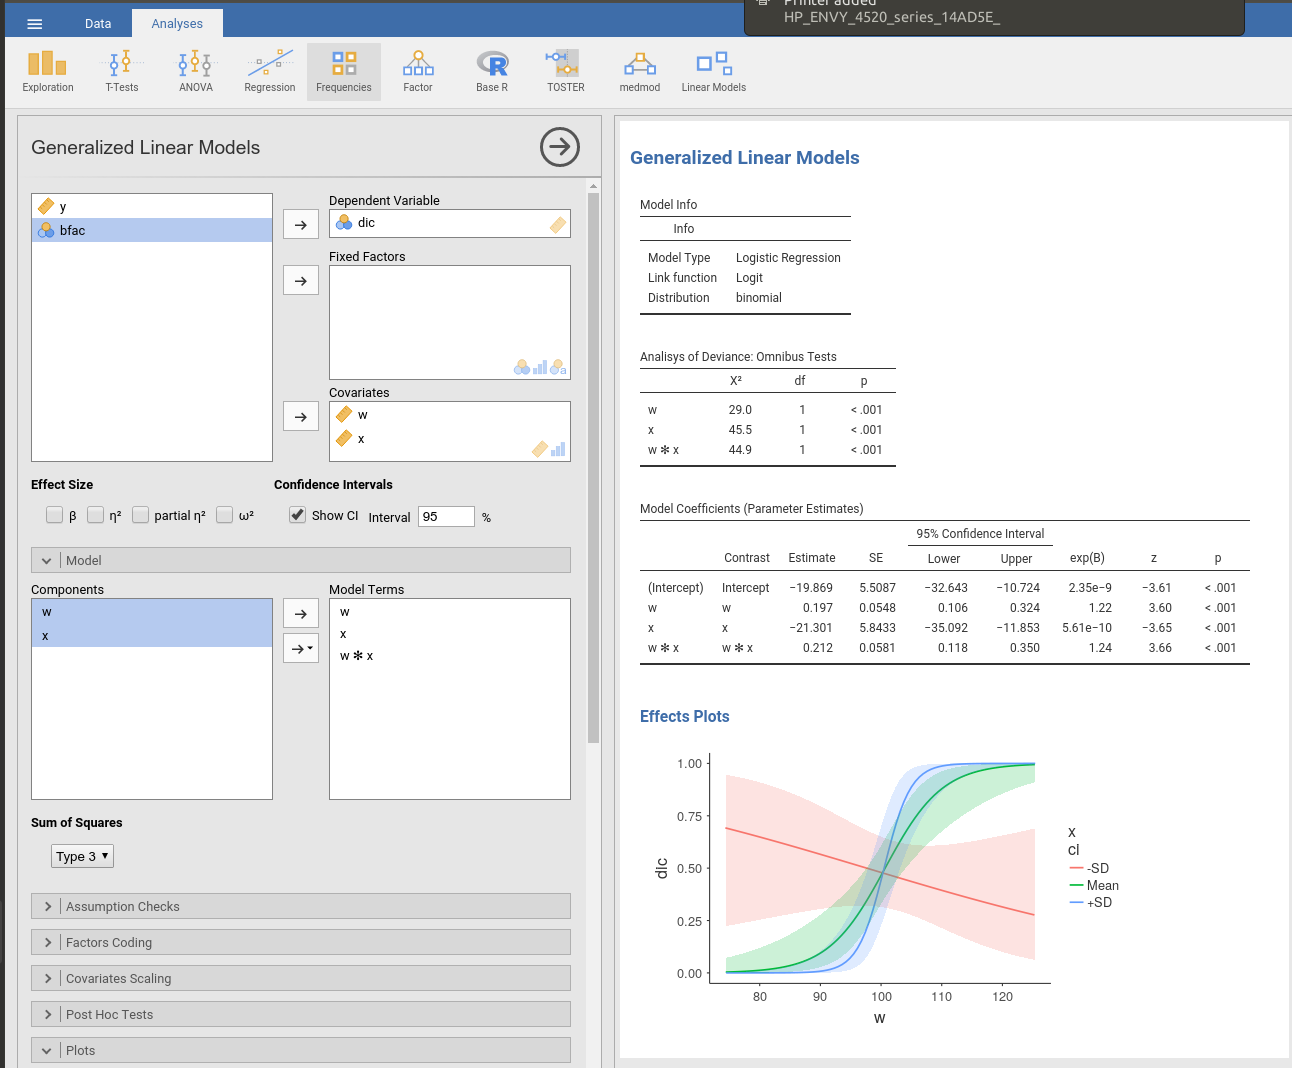 Printer added
HP_ENVY_4520_series_14AD5E_
Data Analyses
Exploration T-Tests ANOVA Regression Frequencies Factor Base R TOSTER medmod Linear Models
Generalized Linear Models
y
bfac
Dependent Variable
dic
Fixed Factors
a
Covariates
w
x
Effect Size
β η² partial η² ω²
Confidence Intervals
Show CI Interval 95 %
Model
Components
w
x
Model Terms
w
x
w ✻ x
Sum of Squares
Type 3
Assumption Checks
Factors Coding
Covariates Scaling
Post Hoc Tests
Plots
Generalized Linear Models
Model Info
Info
Model Type Logistic Regression
Link function Logit
Distribution binomial
Analisys of Deviance: Omnibus Tests
X² df p
w 29.0 1 < .001
x 45.5 1 < .001
w ✻ x 44.9 1 < .001
Model Coefficients (Parameter Estimates)
95% Confidence Interval
Contrast Estimate SE Lower Upper exp(B) z p
(Intercept) Intercept −19.869 5.5087 −32.643 −10.724 2.35e−9 −3.61 < .001
w w 0.197 0.0548 0.106 0.324 1.22 3.60 < .001
x x −21.301 5.8433 −35.092 −11.853 5.61e−10 −3.65 < .001
w ✻ x w ✻ x 0.212 0.0581 0.118 0.350 1.24 3.66 < .001
Effects Plots
1.00
0.75
0.50
0.25
0.00
dic
80 90 100 110 120
w
x
cl
-SD
Mean
+SD